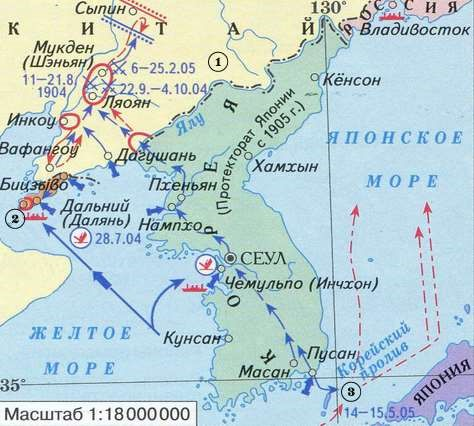 К И Т А Й
РОССИЯ
130°
Сыпин
Владивосток
Мукден
(Шэньян)
6–25.2.05
11–21.8.
1904
22.9.–4.10.04
1
Ляоян
Кёнсон
Инкоу
Ялу
Вафангоу
Дагушань
К О Р Е Я
(Протекторат Японии
с 1905 г.)
ЯПОНСКОЕ
МОРЕ
Хамхын
Бицзыво
Пхеньян
2
Дальний
(Далянь)
Нампхо
28.7.04
СЕУЛ
Чемульпо (Инчхон)
ЖЕЛТОЕ
МОРЕ
Кунсан
Корейский
пролив
Пусан
Масан
35°
3
ЯПОНИЯ
14–15.5.05
Масштаб 1:18000000